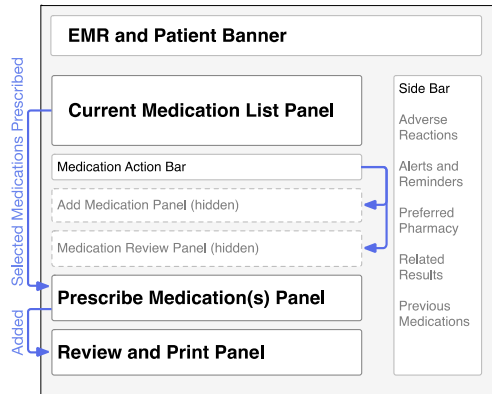 EMR and Patient Banner
Selected Medications Prescribed
Current Medication List Panel
Medication Action Bar
Add Medication Panel (hidden)
Medication Review Panel (hidden)
Prescribe Medication(s) Panel
Added
Review and Print Panel
Side Bar
Adverse
Reactions
Alerts and
Reminders
Preferred
Pharmacy
Related
Results
Previous
Medications